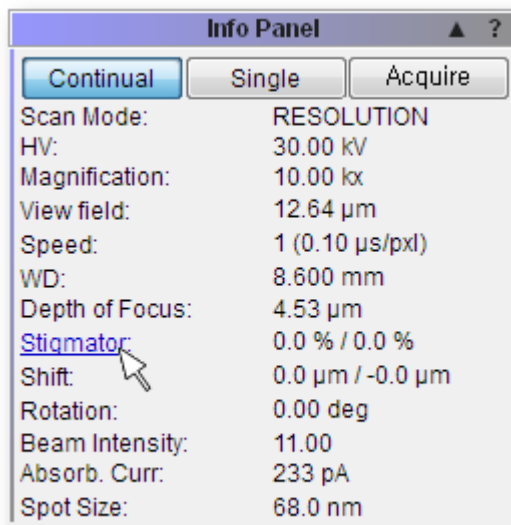 Info Panel ▲ ?
Continual Single Acquire
Scan Mode: RESOLUTION
HV: 30.00 kV
Magnification: 10.00 kx
View field: 12.64 µm
Speed: 1 (0.10 µs/pxl)
WD: 8.600 mm
Depth of Focus: 4.53 µm
Stigmator: 0.0 % / 0.0 %
Shift: 0.0 µm / -0.0 µm
Rotation: 0.00 deg
Beam Intensity: 11.00
Absorb. Curr: 233 pA
Spot Size: 68.0 nm